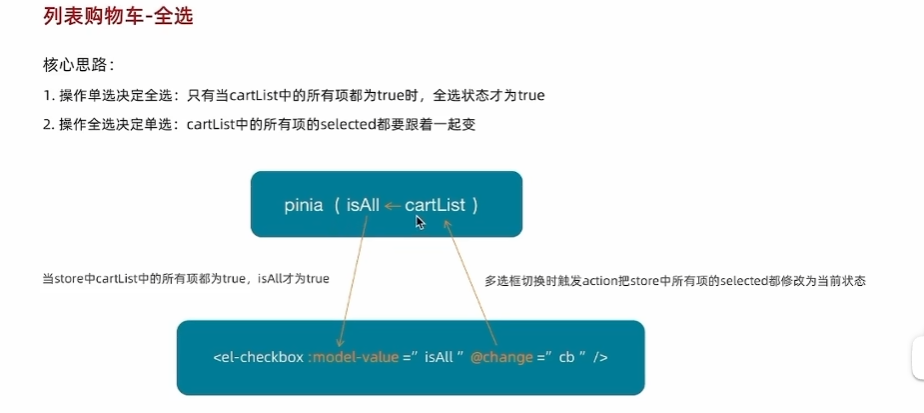 列表购物车-全选
核心思路：
1. 操作单选决定全选：只有当cartList中的所有项都为true时，全选状态才为true
2. 操作全选决定单选：cartList中的所有项的selected都要跟着一起变
pinia （ isAll ← cartList ）
当store中cartList中的所有项都为true，isAll才为true
多选框切换时触发action把store中所有项的selected都修改为当前状态
<el-checkbox :model-value =” isAll ” @change =” cb ” />